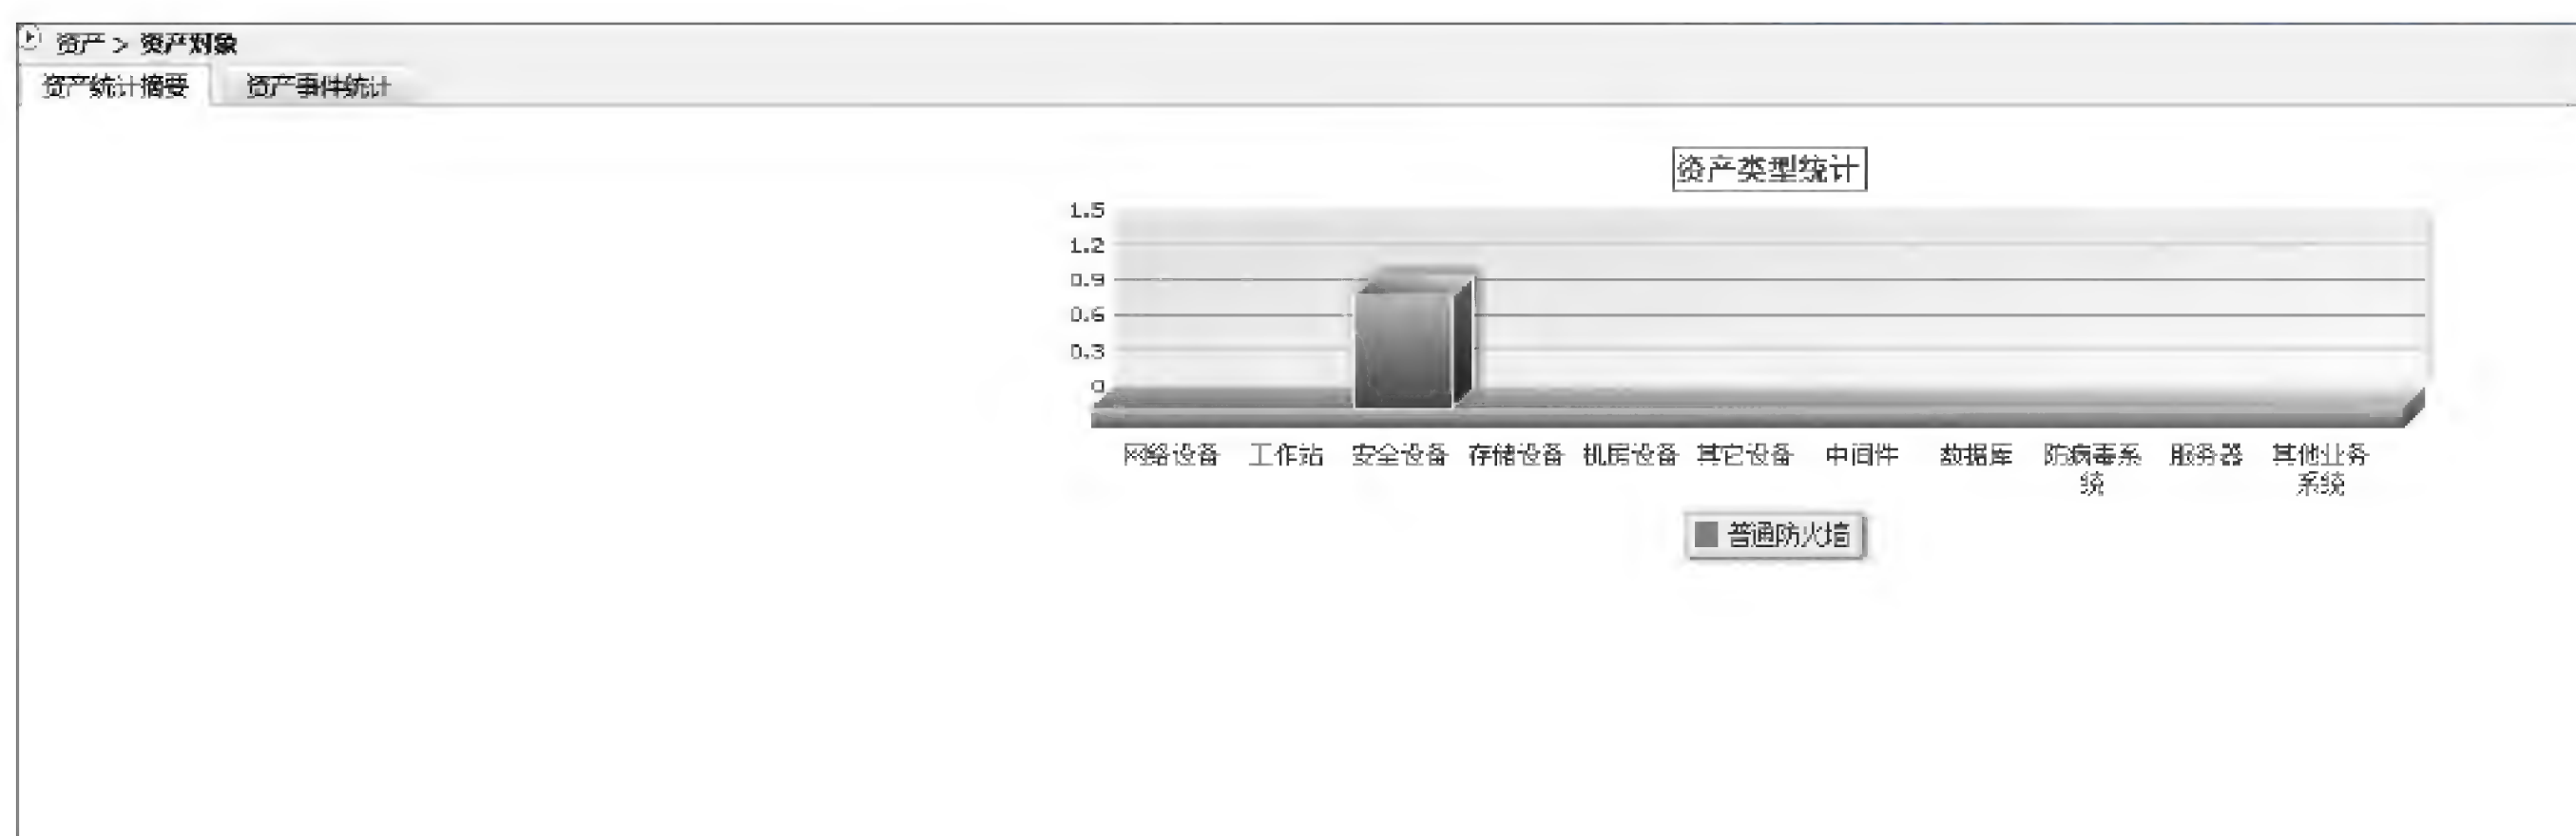 资产 > 资产对象
资产统计摘要 资产事件统计
资产类型统计
1.5
1.2
0.9
0.6
0.3
0
网络设备 工作站 安全设备 存储设备 机房设备 其它设备 中间件 数据库 防病毒系统 服务器 其他业务系统
普通防火墙